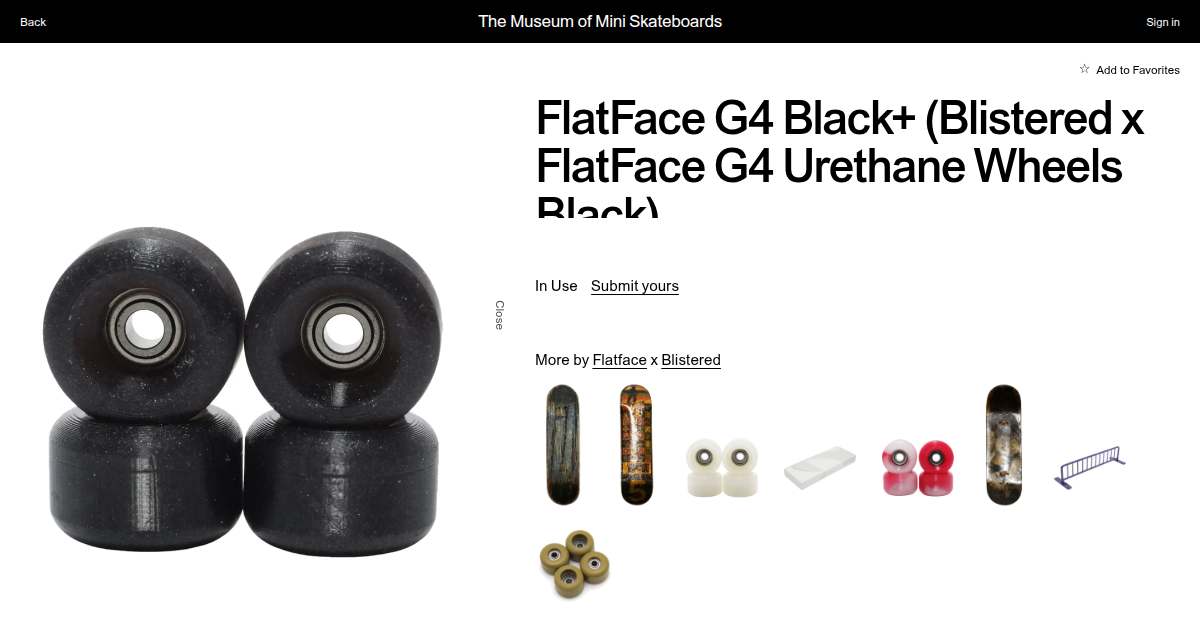 Back
The Museum of Mini Skateboards
Sign in
☆ Add to Favorites
FlatFace G4 Black+ (Blistered x
FlatFace G4 Urethane Wheels
Black)
In Use Submit yours
Close
More by Flatface x Blistered